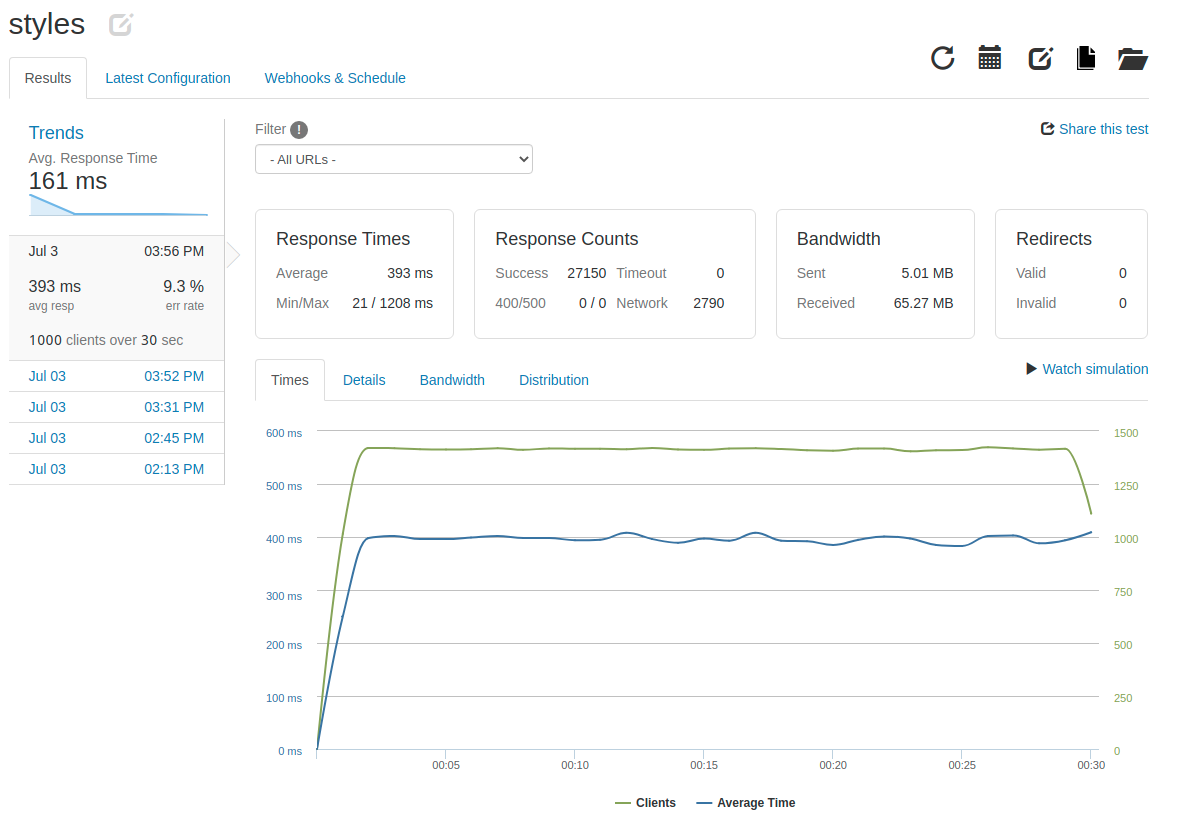 styles
Results Latest Configuration Webhooks & Schedule
Trends
Avg. Response Time
161 ms
Jul 3 03:56 PM
393 ms 9.3 %
avg resp err rate
1000 clients over 30 sec
Jul 03 03:52 PM
Jul 03 03:31 PM
Jul 03 02:45 PM
Jul 03 02:13 PM
Filter !
Share this test
- All URLs -
Response Times
Average 393 ms
Min/Max 21 / 1208 ms
Response Counts
Success 27150 Timeout 0
400/500 0 / 0 Network 2790
Bandwidth
Sent 5.01 MB
Received 65.27 MB
Redirects
Valid 0
Invalid 0
Times Details Bandwidth Distribution
Watch simulation
600 ms 1500
500 ms 1250
400 ms 1000
300 ms 750
200 ms 500
100 ms 250
0 ms 0
00:05 00:10 00:15 00:20 00:25 00:30
Clients Average Time